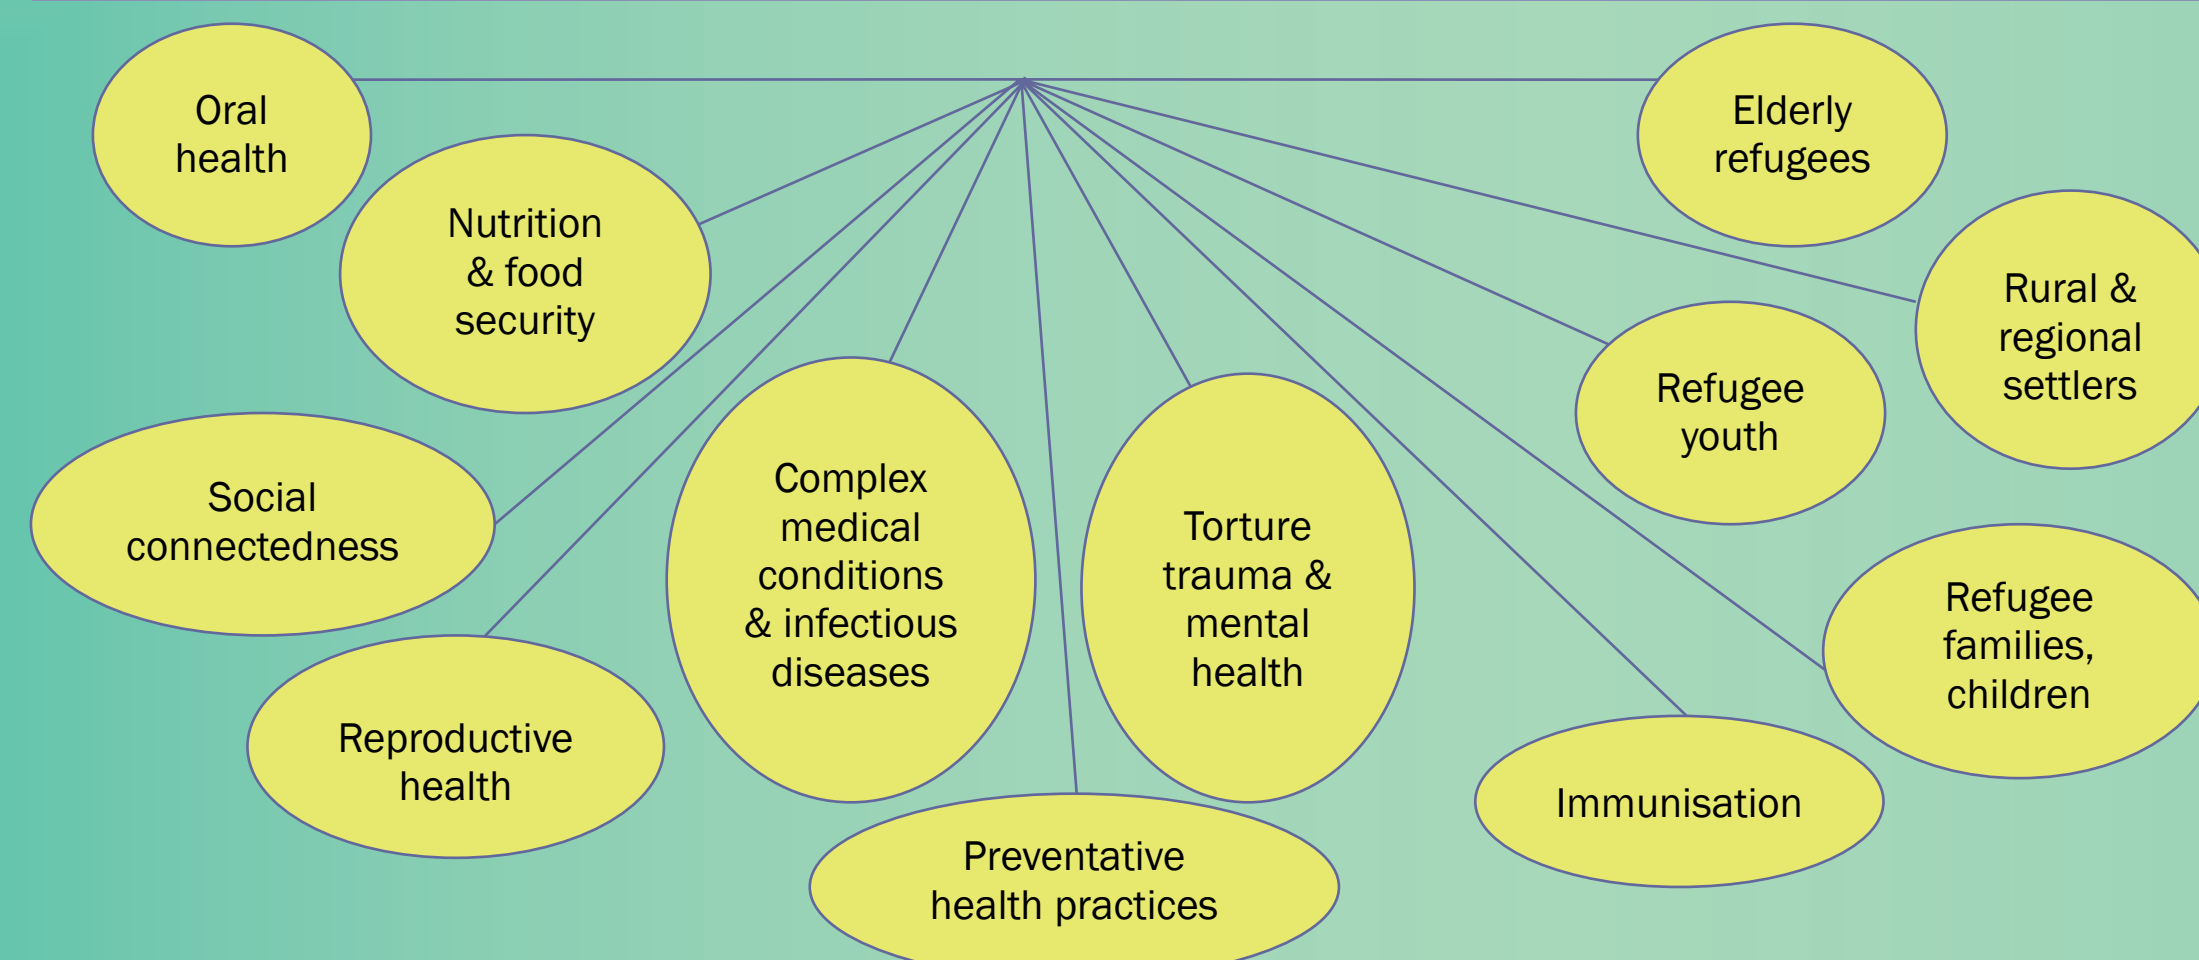 Oral
health
Elderly
refugees
Nutrition
& food
security
Rural &
regional
settlers
Refugee
youth
Social
connectedness
Complex
medical
conditions
& infectious
diseases
Torture
trauma &
mental
health
Refugee
families,
children
Reproductive
health
Immunisation
Preventative
health practices